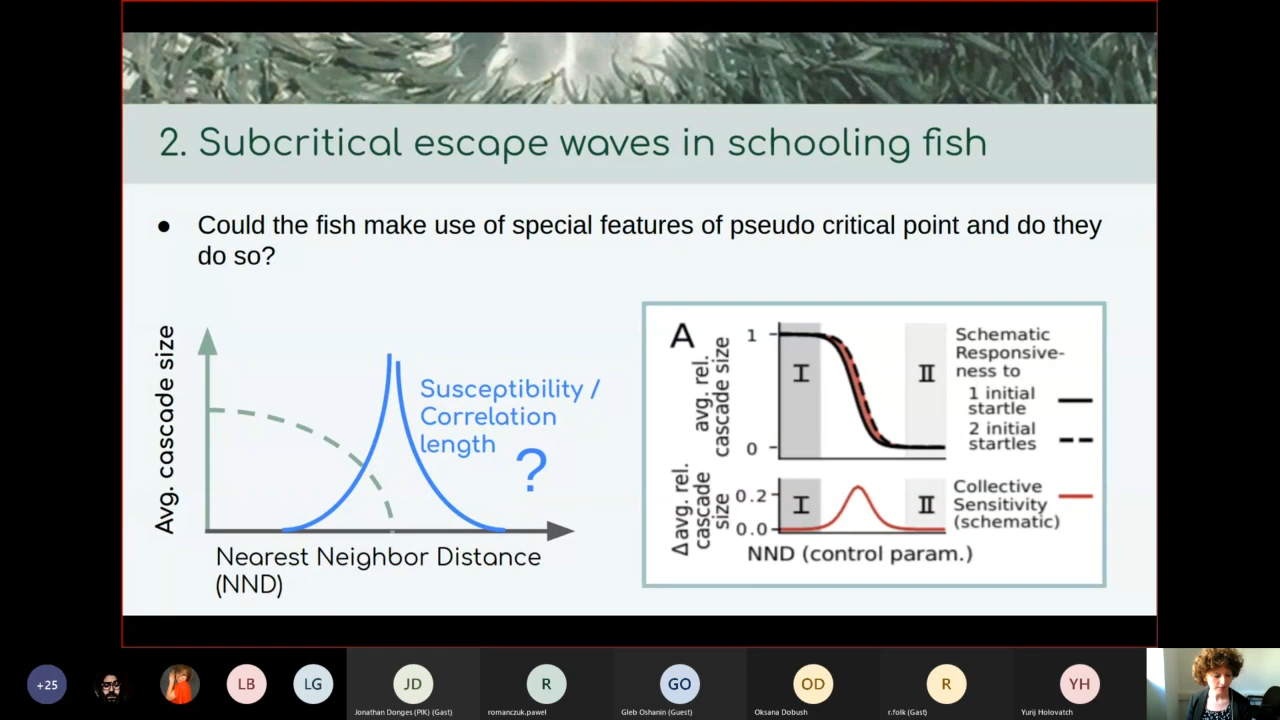 2. Subcritical escape waves in schooling fish
● Could the fish make use of special features of pseudo critical point and do they
do so?
Avg. cascade size
Susceptibility /
Correlation
length
?
Nearest Neighbor Distance
(NND)
A
avg. rel.
cascade size
1
0
I
II
Schematic
Responsive-
ness to
1 initial
startle
2 initial
startles
Δavg. rel.
cascade
size
0.2
0.0
I
II
Collective
Sensitivity
(schematic)
NND (control param.)
+25
LB
LG
JD
Jonathan Donges (PIK) (Gast)
R
romanczuk.pawel
GO
Gleb Oshanin (Guest)
OD
Oksana Dobush
R
r.folk (Gast)
YH
Yurij Holovatch